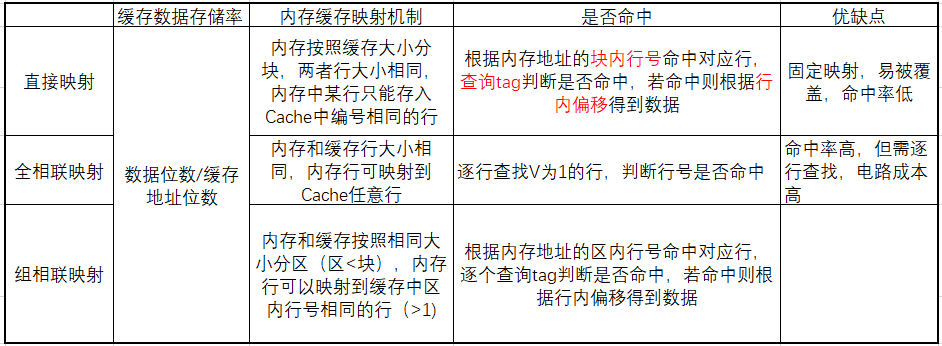 缓存数据存储率 内存缓存映射机制 是否命中 优缺点
直接映射
数据位数/缓存
地址位数
内存按照缓存大小分
块，两者行大小相同，
内存中某行只能存入
Cache中编号相同的行
根据内存地址的块内行号命中对应行，
查询tag判断是否命中，若命中则根据行
内偏移得到数据
固定映射，易被覆
盖，命中率低
全相联映射
内存和缓存行大小相
同，内存行可映射到
Cache任意行
逐行查找V为1的行，判断行号是否命中
命中率高，但需逐
行查找，电路成本
高
组相联映射
内存和缓存按照相同大
小分区（区<块），内存
行可以映射到缓存中区
内行号相同的行（>1)
根据内存地址的区内行号命中对应行，
逐个查询tag判断是否命中，若命中则根
据行内偏移得到数据